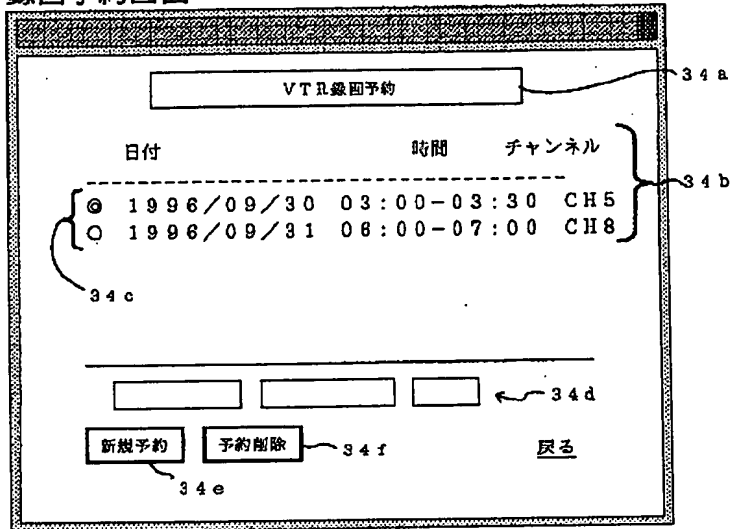 録画予約画面
VTR録画予約
34a
日付 時間 チャンネル
34b
◎ 1996/09/30 03:00-03:30 CH5
○ 1996/09/31 06:00-07:00 CH8
34c
34d
新規予約 予約削除 34f 戻る
34e